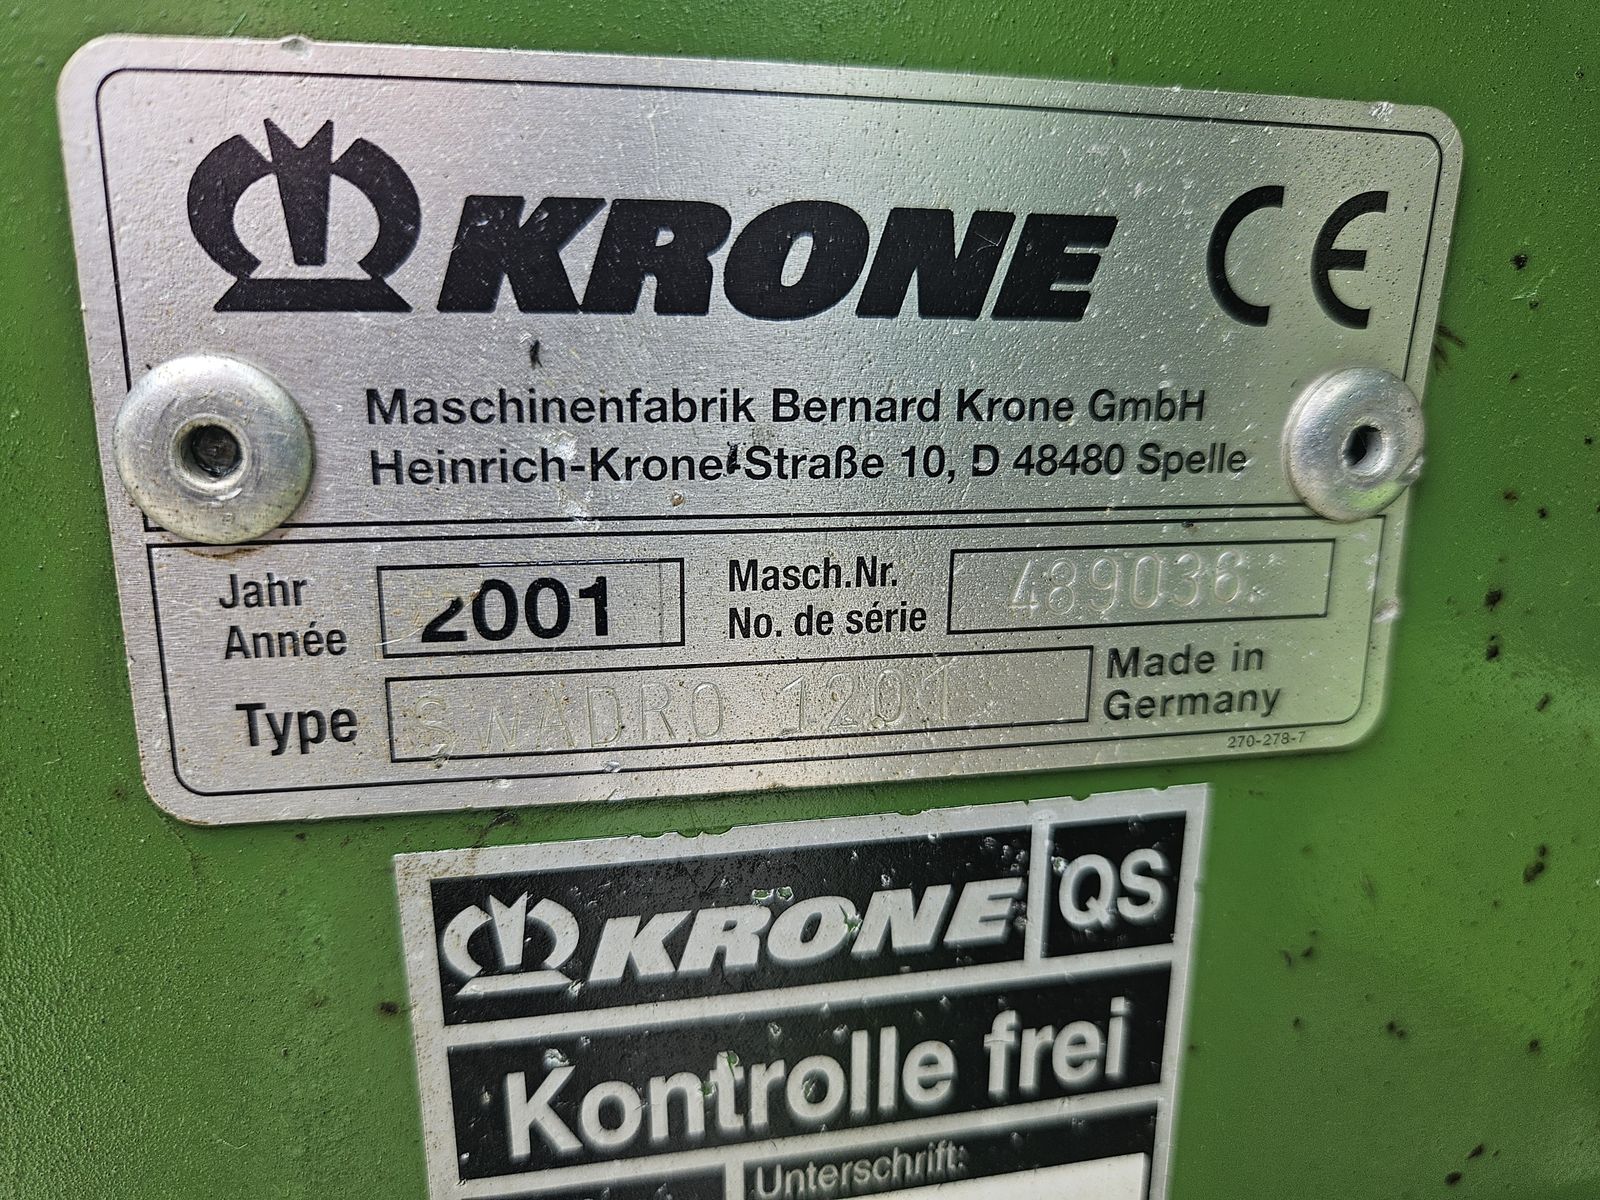 KRONE CE
Maschinenfabrik Bernard Krone GmbH
Heinrich-Krone-Straße 10, D 48480 Spelle
Jahr
Année
2001
Masch.Nr.
No. de série
489036
Type
SWADRO 1201
Made in
Germany
270-278-7
KRONE QS
Kontrolle frei
Unterschrift: